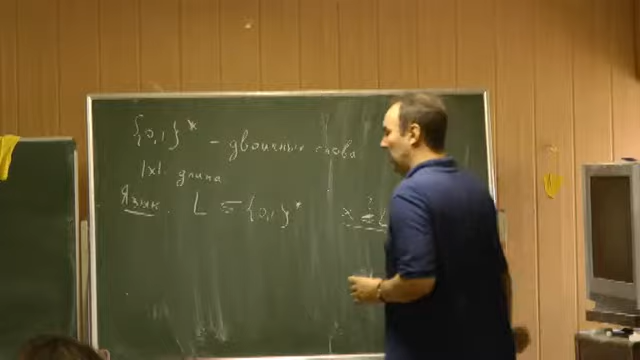 {0,1}* – двоичные слова
|x| длина
Язык. L ⊆ {0,1}* x ∈ L